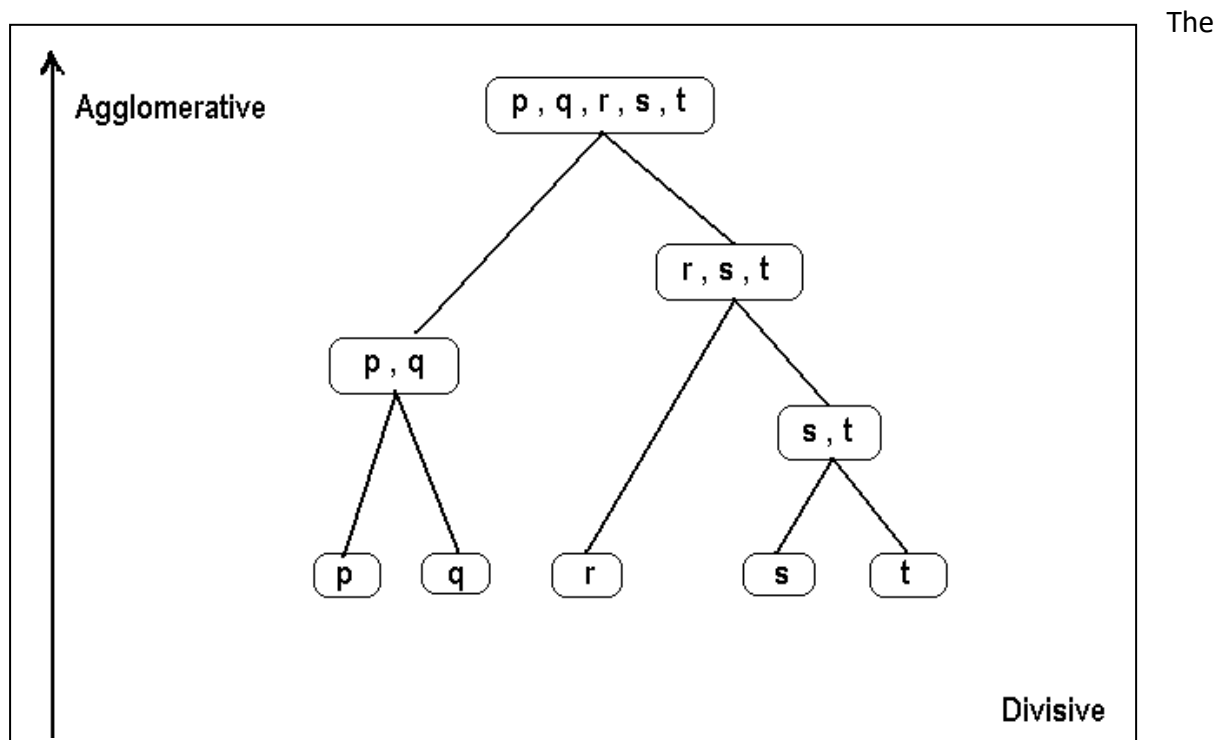 The
Agglomerative
p , q , r , s , t
r , s , t
p , q
s , t
p
q
r
s
t
Divisive